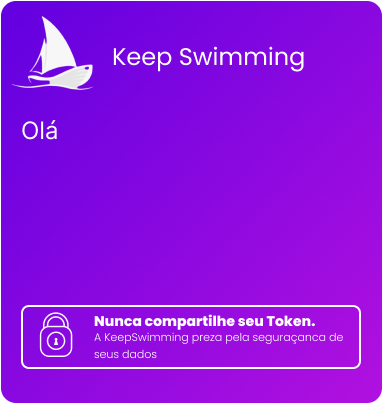 Keep Swimming
Olá
Nunca compartilhe seu Token.
A KeepSwimming preza pela seguraçanca de
seus dados